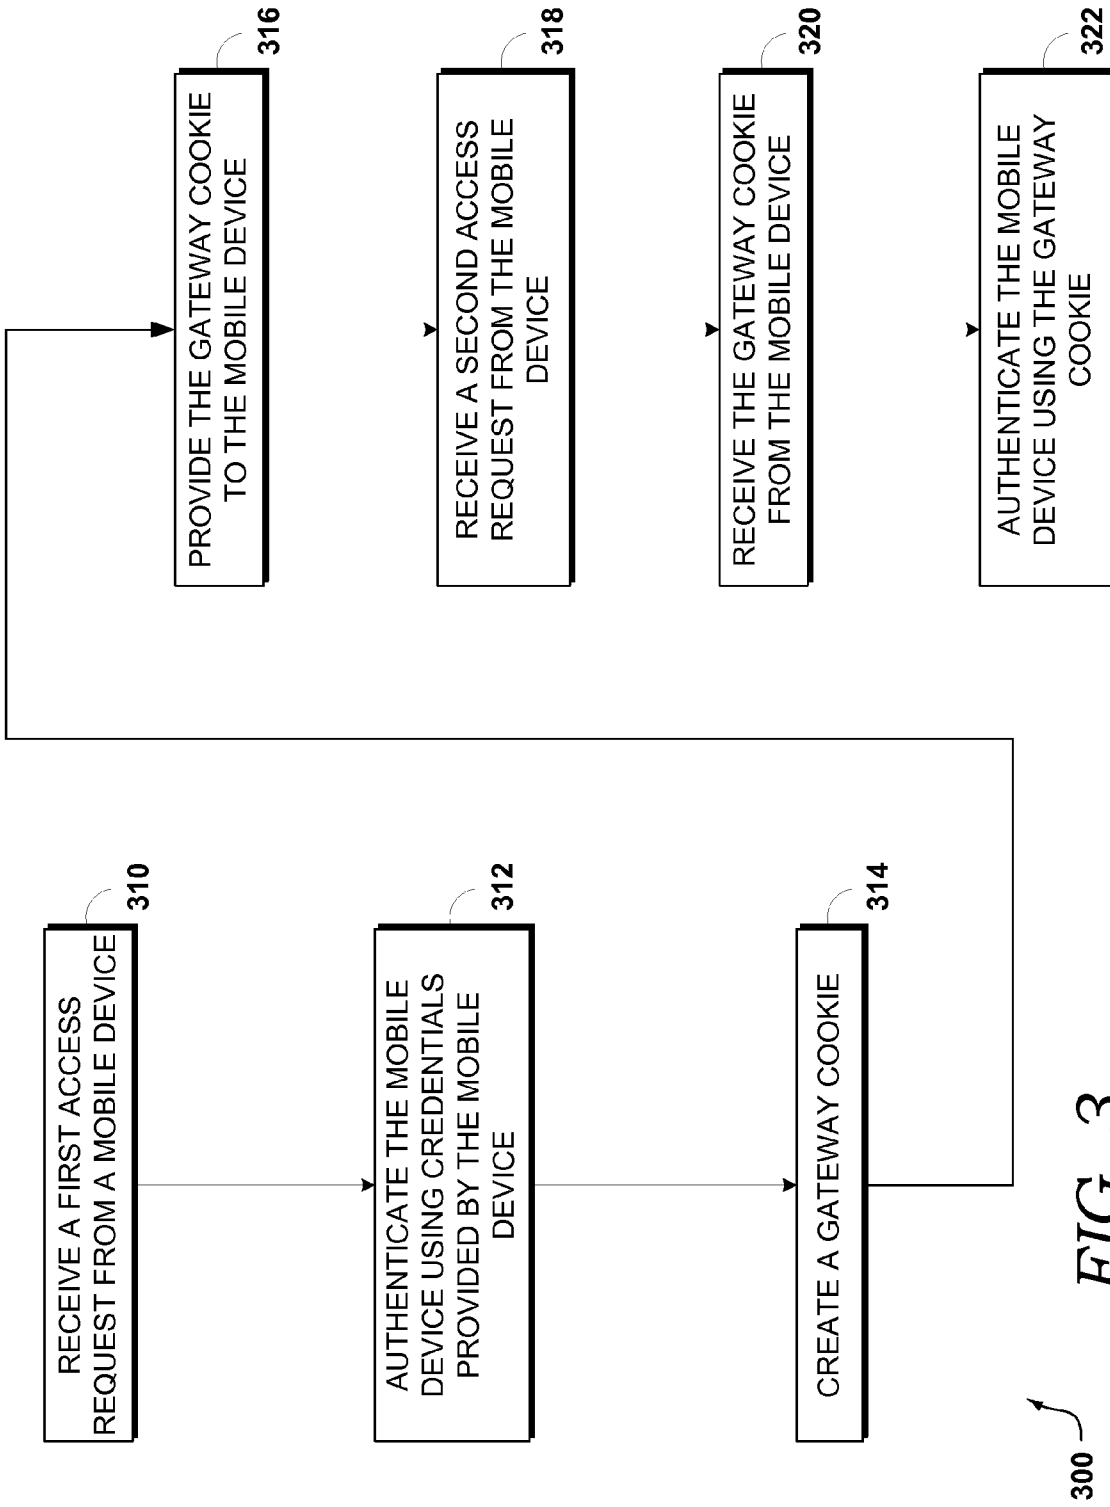 RECEIVE A FIRST ACCESS
REQUEST FROM A MOBILE DEVICE
310
AUTHENTICATE THE MOBILE
DEVICE USING CREDENTIALS
PROVIDED BY THE MOBILE
DEVICE
312
CREATE A GATEWAY COOKIE
314
PROVIDE THE GATEWAY COOKIE
TO THE MOBILE DEVICE
316
RECEIVE A SECOND ACCESS
REQUEST FROM THE MOBILE
DEVICE
318
RECEIVE THE GATEWAY COOKIE
FROM THE MOBILE DEVICE
320
AUTHENTICATE THE MOBILE
DEVICE USING THE GATEWAY
COOKIE
322
300
FIG. 3